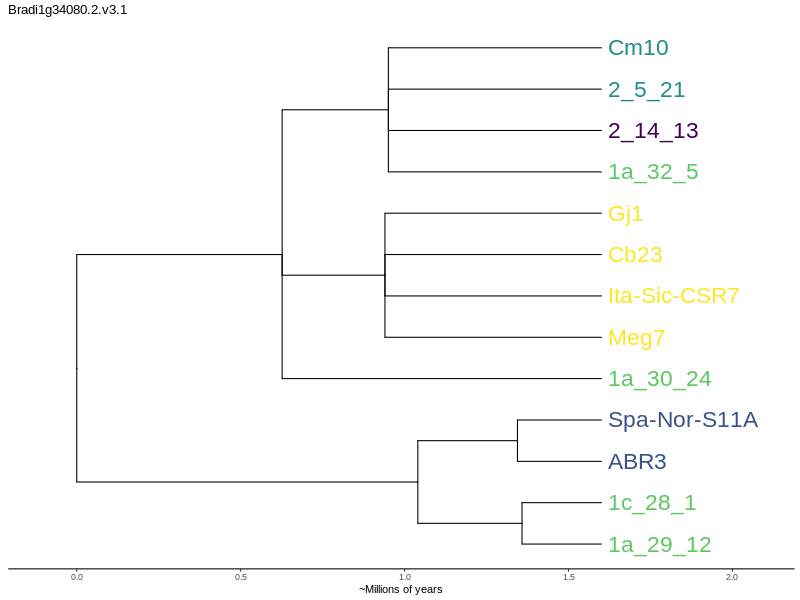 Bradi1g34080.2.v3.1
Cm10
2_5_21
2_14_13
1a_32_5
Gj1
Cb23
Ita-Sic-CSR7
Meg7
1a_30_24
Spa-Nor-S11A
ABR3
1c_28_1
1a_29_12
0.0 0.5 1.0 1.5 2.0
~Millions of years